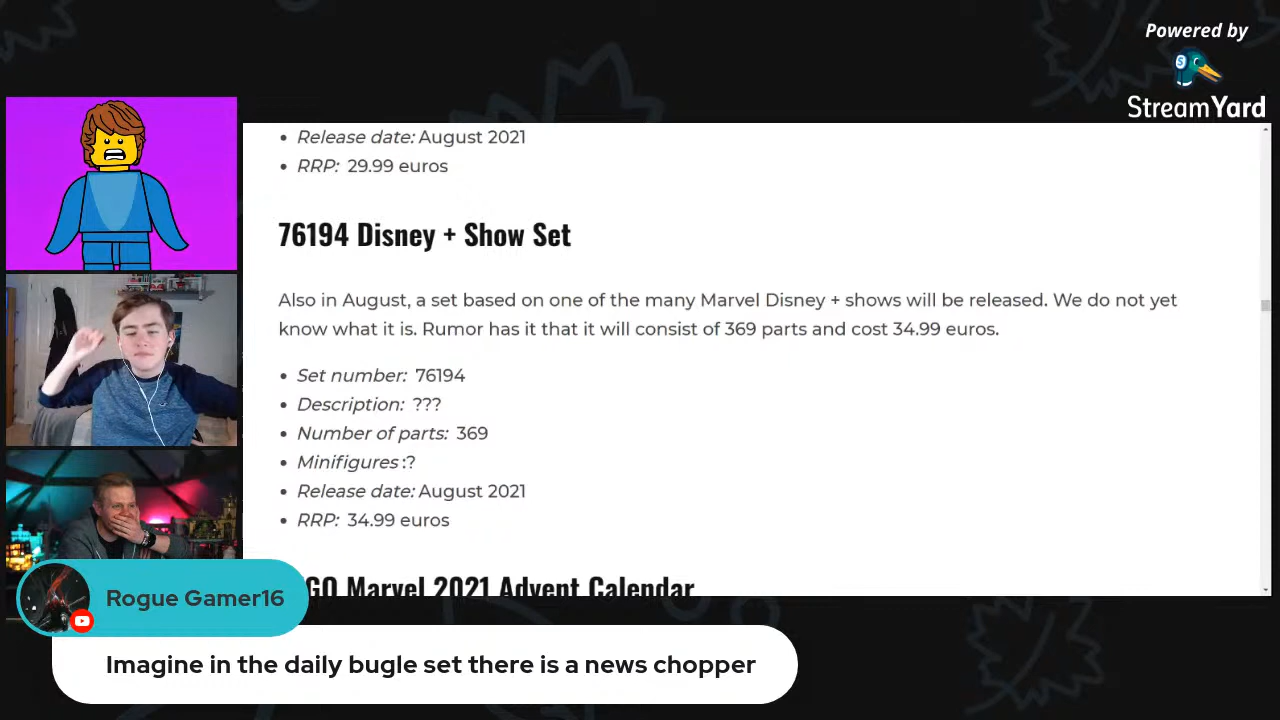 Powered by
StreamYard
• Release date: August 2021
• RRP: 29.99 euros
76194 Disney + Show Set
Also in August, a set based on one of the many Marvel Disney + shows will be released. We do not yet
know what it is. Rumor has it that it will consist of 369 parts and cost 34.99 euros.
• Set number: 76194
• Description: ???
• Number of parts: 369
• Minifigures :?
• Release date: August 2021
• RRP: 34.99 euros
GO Marvel 2021 Advent Calendar
Rogue Gamer16
Imagine in the daily bugle set there is a news chopper